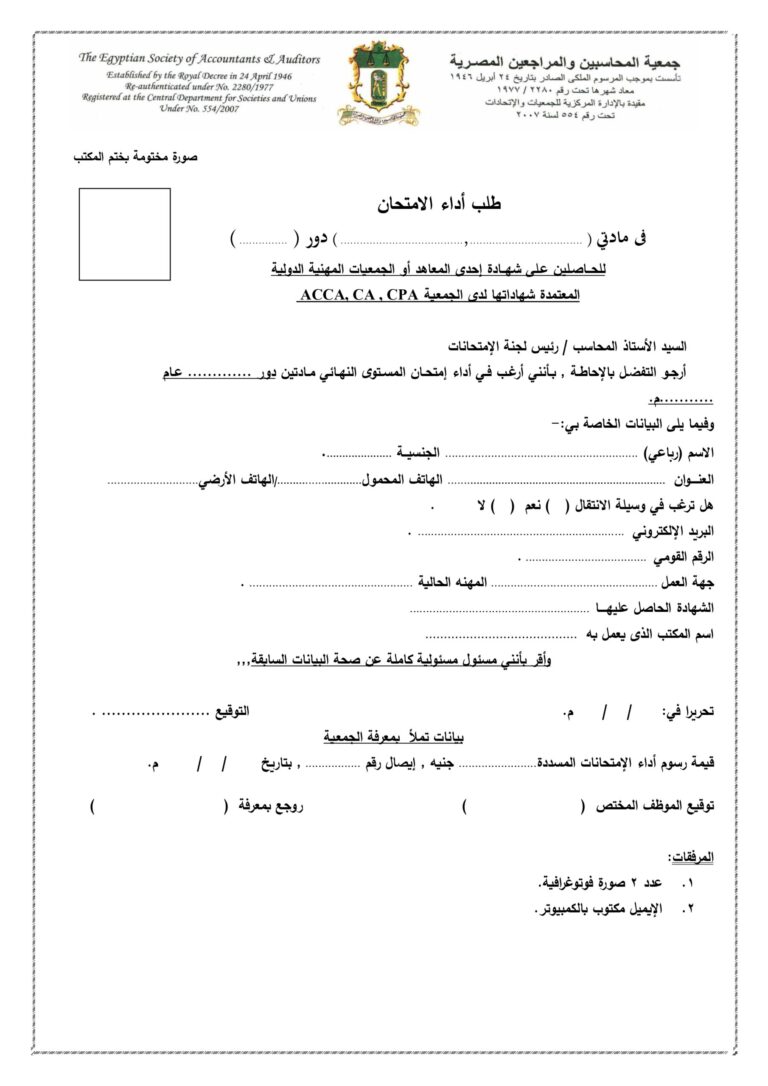 The Egyptian Society of Accountants & Auditors
Established by the Royal Decree in 24 April 1946
Re-authenticated under No. 2280/1977
Registered at the Central Department for Societies and Unions
Under No. 554/2007
جمعية المحاسبين والمراجعين المصرية
تأسست بموجب المرسوم الملكى الصادر بتاريخ ٢٤ أبريل ١٩٤٦
معاد شهرها تحت رقم ٢٢٨٠ / ١٩٧٧
مقيدة بالإدارة المركزية للجمعيات والإتحادات
تحت رقم ٥٥٤ لسنة ٢٠٠٧
صورة مختومة بختم المكتب
طلب أداء الامتحان
فى مادتي ( ..............................., ..................................) دور ( .............. )
للحاصلين على شهادة إحدى المعاهد أو الجمعيات المهنية الدولية
المعتمدة شهاداتها لدى الجمعية ACCA, CA , CPA
السيد الأستاذ المحاسب / رئيس لجنة الإمتحانات
أرجو التفضل بالإحاطة , بأنني أرغب في أداء إمتحان المستوى النهائي مادتين دور ............. عام
...........م.
وفيما يلى البيانات الخاصة بي:-
الاسم (رباعي) ............................................................ الجنسية .....................
العنوان .................................................................. الهاتف المحمول........................../الهاتف الأرضي............................
هل ترغب في وسيلة الانتقال ( ) نعم ( ) لا .
البريد الإلكتروني ............................................................... .
الرقم القومي ..................................... .
جهة العمل ................................................... المهنه الحالية .................................................. .
الشهادة الحاصل عليها .......................................................
اسم المكتب الذى يعمل به .......................................
وأقر بأنني مسئول مسئولية كاملة عن صحة البيانات السابقة,,,
تحريرا في: / / م. التوقيع ..................... .
بيانات تملأ بمعرفة الجمعية
قيمة رسوم أداء الإمتحانات المسددة........................ جنيه , إيصال رقم ................. , بتاريخ / / م.
توقيع الموظف المختص ( ) روجع بمعرفة ( )
المرفقات:
١. عدد ٢ صورة فوتوغرافية.
٢. الإيميل مكتوب بالكمبيوتر.